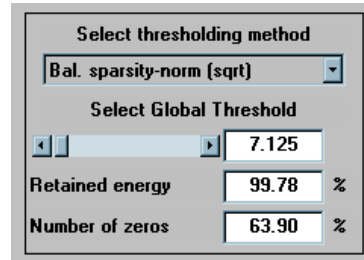 Select thresholding method
Bal. sparsity-norm (sqrt)
Select Global Threshold
7.125
Retained energy 99.78 %
Number of zeros 63.90 %